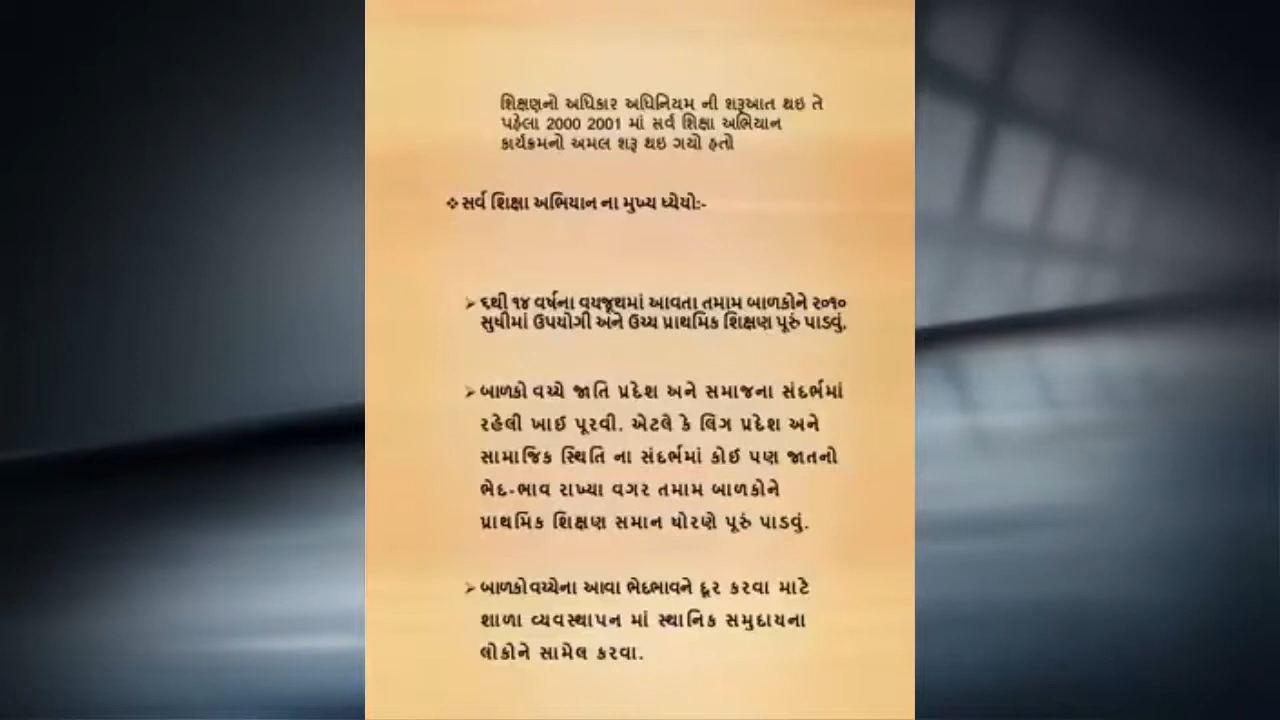 શિક્ષણનો અધિકાર અધિનિયમ ની શરૂઆત થઇ તે
પહેલા 2000 2001 માં સર્વ શિક્ષા અભિયાન
કાર્યક્રમનો અમલ શરૂ થઇ ગયો હતો
❖ સર્વ શિક્ષા અભિયાન ના મુખ્ય ધ્યેયો:-
➢ ૬થી ૧૪ વર્ષના વયજૂથમાં આવતા તમામ બાળકોને ૨૦૧૦
સુધીમાં ઉપયોગી અને ઉચ્ચ પ્રાથમિક શિક્ષણ પૂરું પાડવું.
➢ બાળકો વચ્ચે જાતિ પ્રદેશ અને સમાજના સંદર્ભમાં
રહેલી ખાઈ પૂરવી. એટલે કે લિંગ પ્રદેશ અને
સામાજિક સ્થિતિ ના સંદર્ભમાં કોઈ પણ જાતનો
ભેદ-ભાવ રાખ્યા વગર તમામ બાળકોને
પ્રાથમિક શિક્ષણ સમાન ધોરણે પૂરું પાડવું.
➢ બાળકો વચ્ચેના આવા ભેદભાવને દૂર કરવા માટે
શાળા વ્યવસ્થાપન માં સ્થાનિક સમુદાયના
લોકોને સામેલ કરવા.